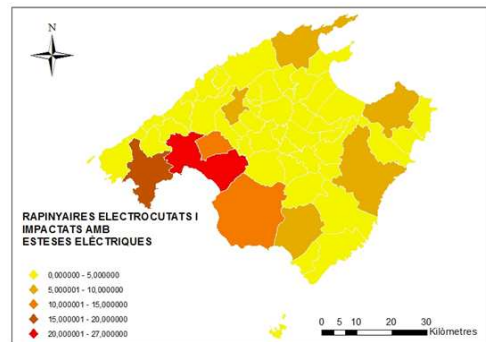 N
RAPINYAIRES ELECTROCUTATS I
IMPACTATS AMB
ESTESES ELÈCTRIQUES
0,000000 - 5,000000
5,000001 - 10,000000
10,000001 - 15,000000
15,000001 - 20,000000
20,000001 - 27,000000
0 5 10 20 30
Kilòmetres